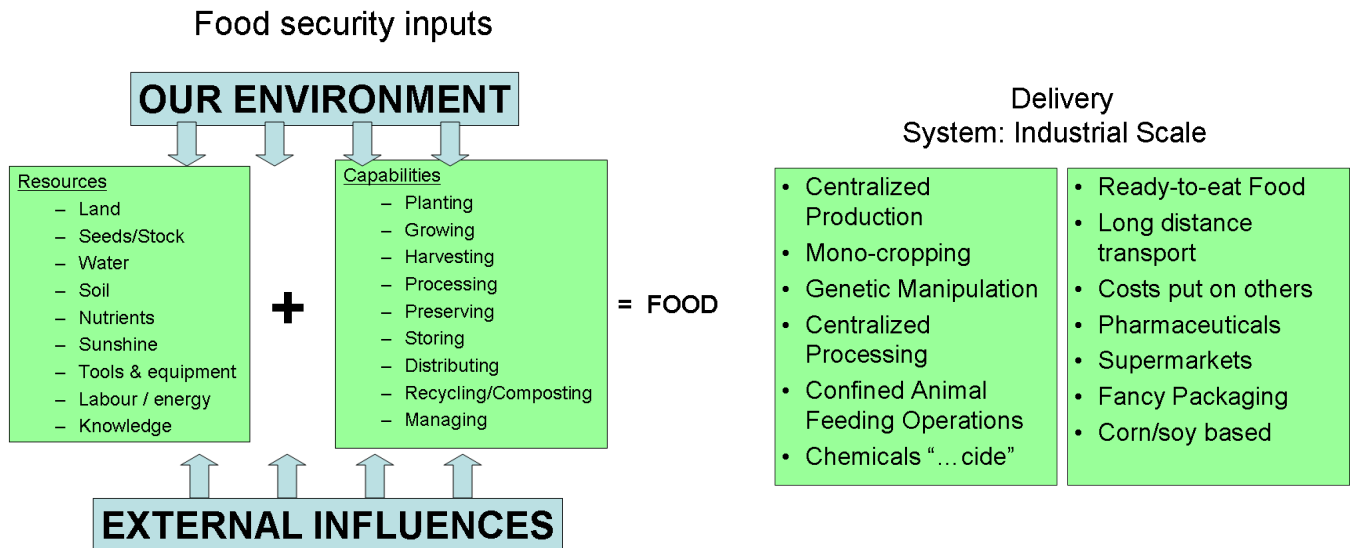 Food security inputs
OUR ENVIRONMENT
Resources
– Land
– Seeds/Stock
– Water
– Soil
– Nutrients
– Sunshine
– Tools & equipment
– Labour / energy
– Knowledge
+
Capabilities
– Planting
– Growing
– Harvesting
– Processing
– Preserving
– Storing
– Distributing
– Recycling/Composting
– Managing
= FOOD
EXTERNAL INFLUENCES
Delivery
System: Industrial Scale
• Centralized
Production
• Mono-cropping
• Genetic Manipulation
• Centralized
Processing
• Confined Animal
Feeding Operations
• Chemicals “…cide”
• Ready-to-eat Food
• Long distance
transport
• Costs put on others
• Pharmaceuticals
• Supermarkets
• Fancy Packaging
• Corn/soy based